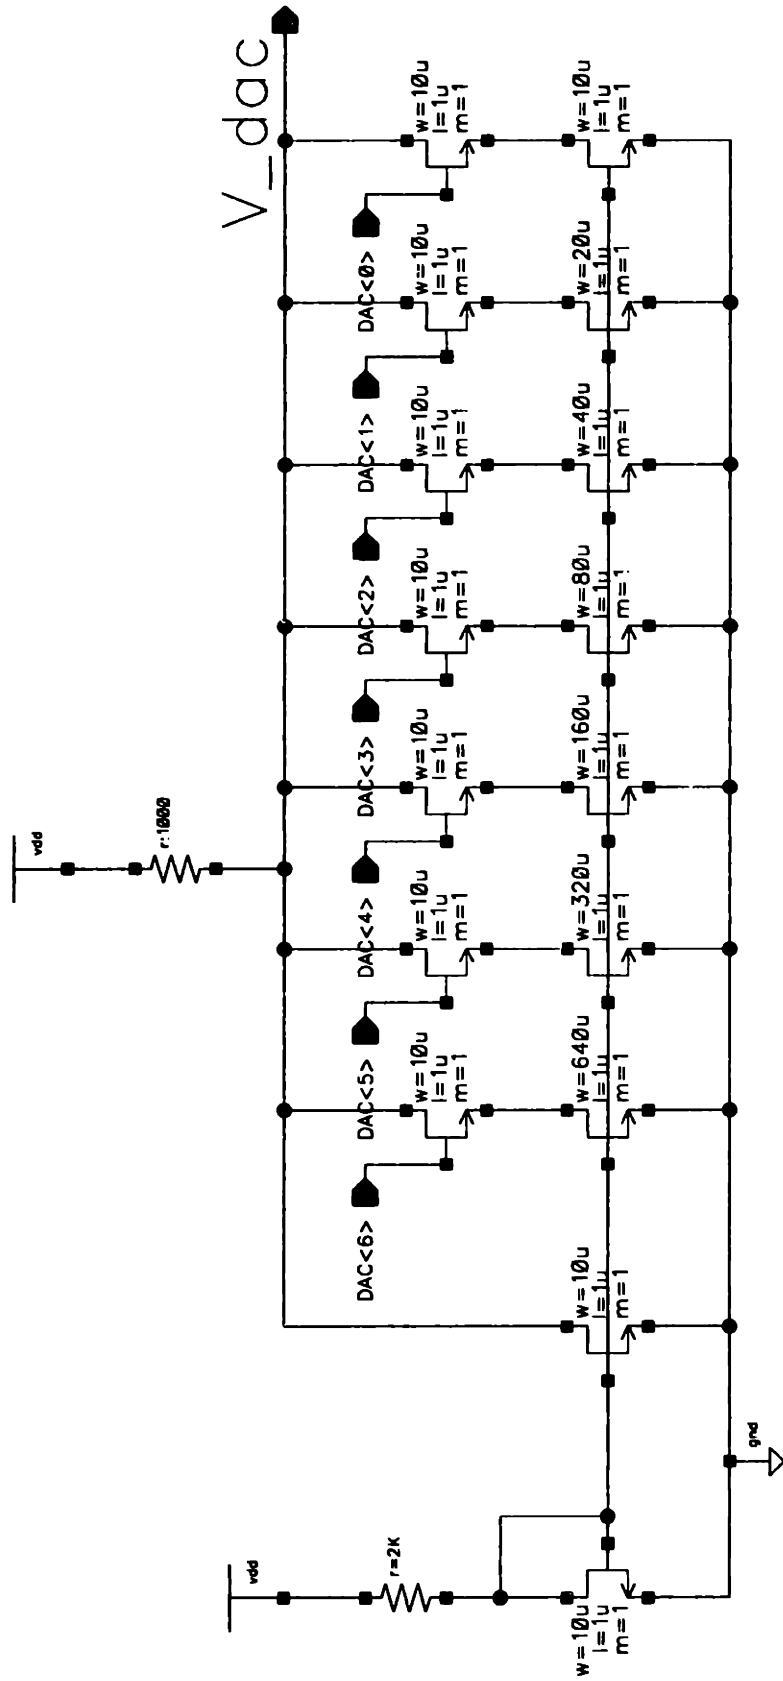 vdd
r:1000
V_dac
vdd
r=2K
DAC<6>
DAC<5>
DAC<4>
DAC<3>
DAC<2>
DAC<1>
DAC<0>
w=10u
l=1u
m=1
w=10u
l=1u
m=1
w=10u
l=1u
m=1
w=10u
l=1u
m=1
w=10u
l=1u
m=1
w=10u
l=1u
m=1
w=10u
l=1u
m=1
w=10u
l=1u
m=1
w=10u
l=1u
m=1
w=640u
l=1u
m=1
w=320u
l=1u
m=1
w=160u
l=1u
m=1
w=80u
l=1u
m=1
w=40u
l=1u
m=1
w=20u
l=1u
m=1
w=10u
l=1u
m=1
gnd